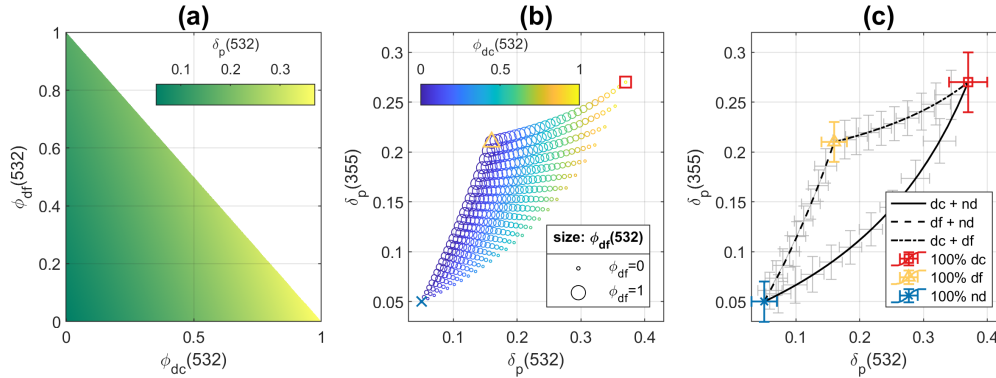 (a)
δp(532)
0.1 0.2 0.3
1
0.8
0.6
0.4
0.2
0
ϕdf(532)
0 0.5 1
ϕdc(532)
(b)
ϕdc(532)
0 0.5 1
0.3
0.25
0.2
0.15
0.1
0.05
δp(355)
size: ϕdf(532)
ϕdf=0
ϕdf=1
0.1 0.2 0.3 0.4
δp(532)
(c)
0.3
0.25
0.2
0.15
0.1
0.05
δp(355)
dc + nd
df + nd
dc + df
100% dc
100% df
100% nd
0.1 0.2 0.3 0.4
δp(532)